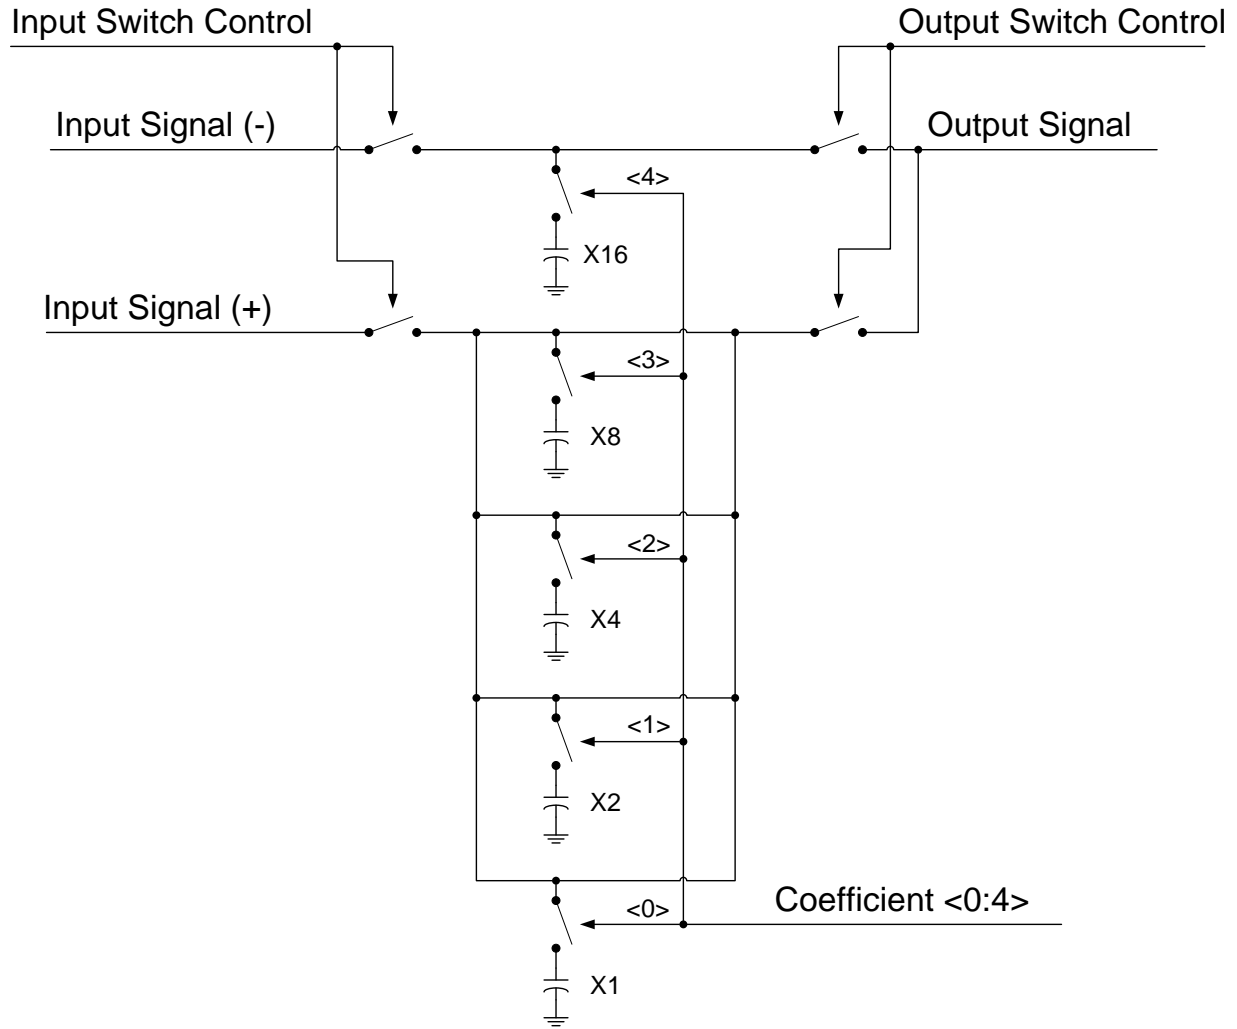 Input Switch Control
Output Switch Control
Input Signal (-)
Output Signal
<4>
X16
Input Signal (+)
<3>
X8
<2>
X4
<1>
X2
Coefficient <0:4>
<0>
X1